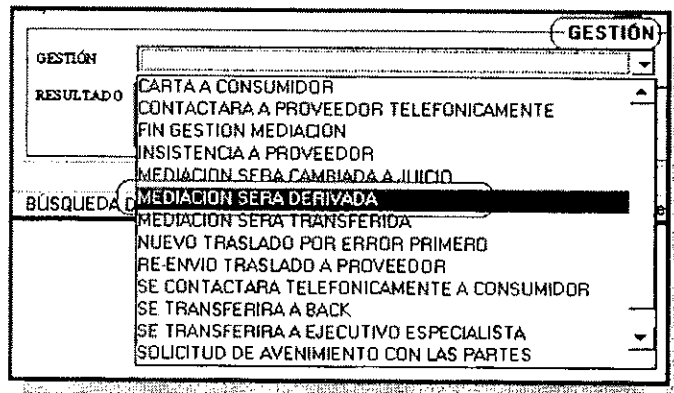 GESTIÓN
GESTIÓN
RESULTADO
CARTA A CONSUMIDOR
CONTACTARA A PROVEEDOR TELEFONICAMENTE
FIN GESTION MEDIACION
INSISTENCIA A PROVEEDOR
MEDIACION SERA CAMBIADA A JUICIO
BÚSQUEDA D
MEDIACION SERA DERIVADA
MEDIACION SERA TRANSFERIDA
NUEVO TRASLADO POR ERROR PRIMERO
RE-ENVIO TRASLADO A PROVEEDOR
SE CONTACTARA TELEFONICAMENTE A CONSUMIDOR
SE TRANSFERIRA A BACK
SE TRANSFERIRA A EJECUTIVO ESPECIALISTA
SOLICITUD DE AVENIMIENTO CON LAS PARTES